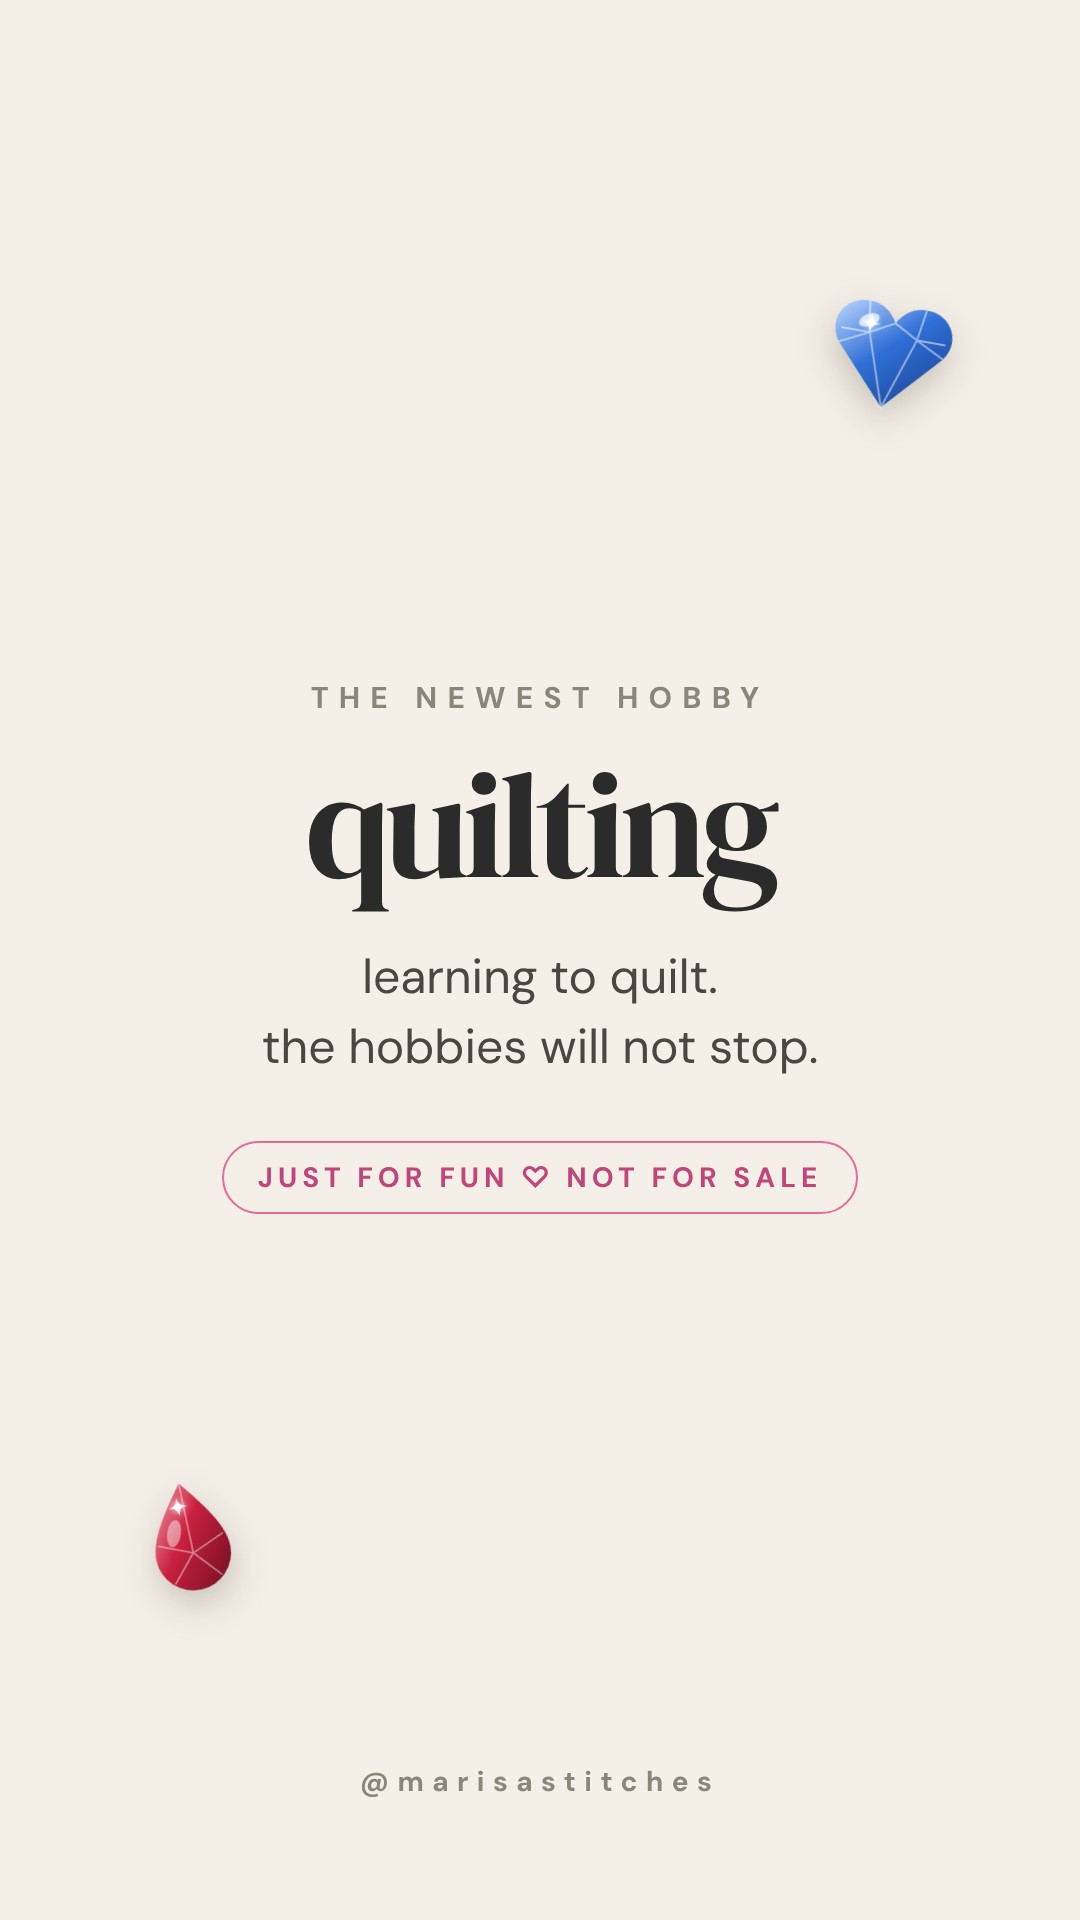 THE NEWEST HOBBY
quilting
learning to quilt.
the hobbies will not stop.
JUST FOR FUN ♡ NOT FOR SALE
@marisastitches